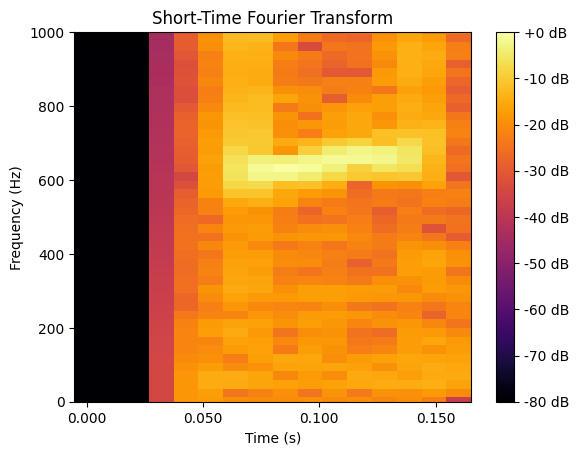 Short-Time Fourier Transform
1000
800
600
400
200
0
Frequency (Hz)
0.000
0.050
0.100
0.150
Time (s)
+0 dB
-10 dB
-20 dB
-30 dB
-40 dB
-50 dB
-60 dB
-70 dB
-80 dB